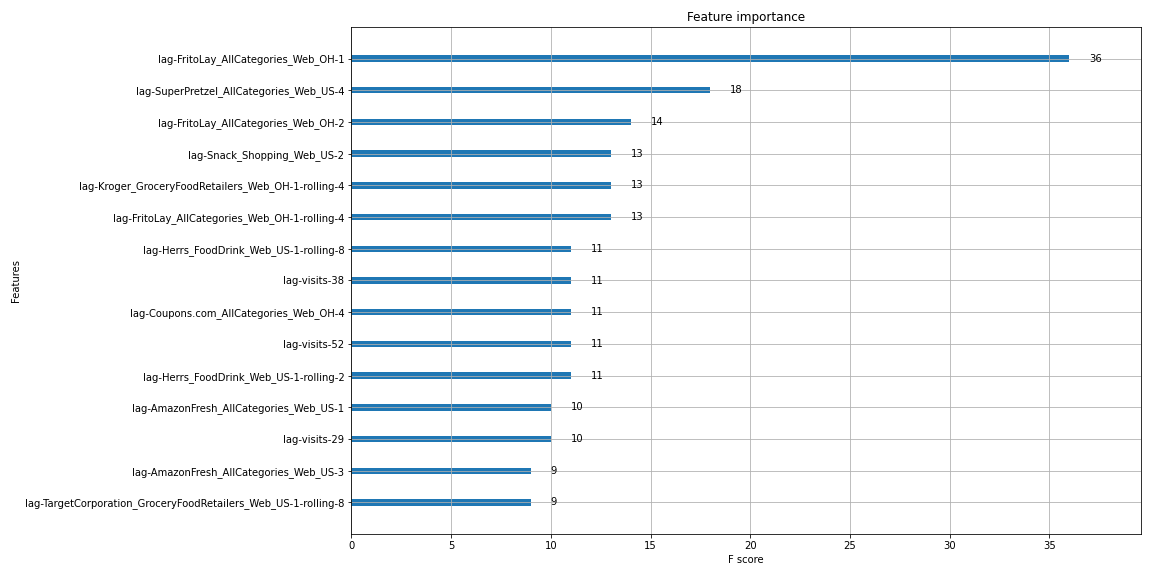 Feature importance
lag-FritoLay_AllCategories_Web_OH-1 36
lag-SuperPretzel_AllCategories_Web_US-4 18
lag-FritoLay_AllCategories_Web_OH-2 14
lag-Snack_Shopping_Web_US-2 13
lag-Kroger_GroceryFoodRetailers_Web_OH-1-rolling-4 13
lag-FritoLay_AllCategories_Web_OH-1-rolling-4 13
lag-Herrs_FoodDrink_Web_US-1-rolling-8 11
lag-visits-38 11
lag-Coupons.com_AllCategories_Web_OH-4 11
lag-visits-52 11
lag-Herrs_FoodDrink_Web_US-1-rolling-2 11
lag-AmazonFresh_AllCategories_Web_US-1 10
lag-visits-29 10
lag-AmazonFresh_AllCategories_Web_US-3 9
lag-TargetCorporation_GroceryFoodRetailers_Web_US-1-rolling-8 9
Features
0 5 10 15 20 25 30 35
F score